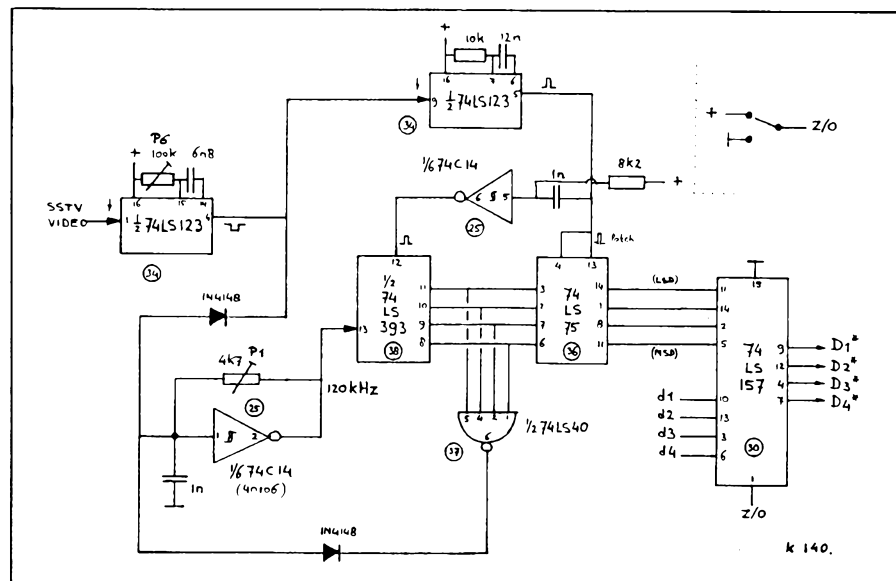 +
10k
12n
16
7
6
9
½ 74LS123
5
34
+
Z/O
P6
100k
6n8
+
16
15
14
SSTV
VIDEO
1
½ 74LS123
4
34
1/6 74C14
6
5
25
1n
8k2
+
12
½
74
LS
393
38
11
10
9
8
13
4
13
Patch
3
2
7
6
74
LS
75
36
14
1
8
11
(LSD)
(MSD)
19
11
14
2
5
74
LS
157
30
9
12
4
7
D1*
D2*
D3*
D4*
d1
d2
d3
d4
10
13
3
6
1
Z/O
1N4148
4k7
P1
120kHz
25
1
2
1/6 74C14
(40106)
1n
5
4
2
1
½ 74LS40
37
6
1N4148
k 140.